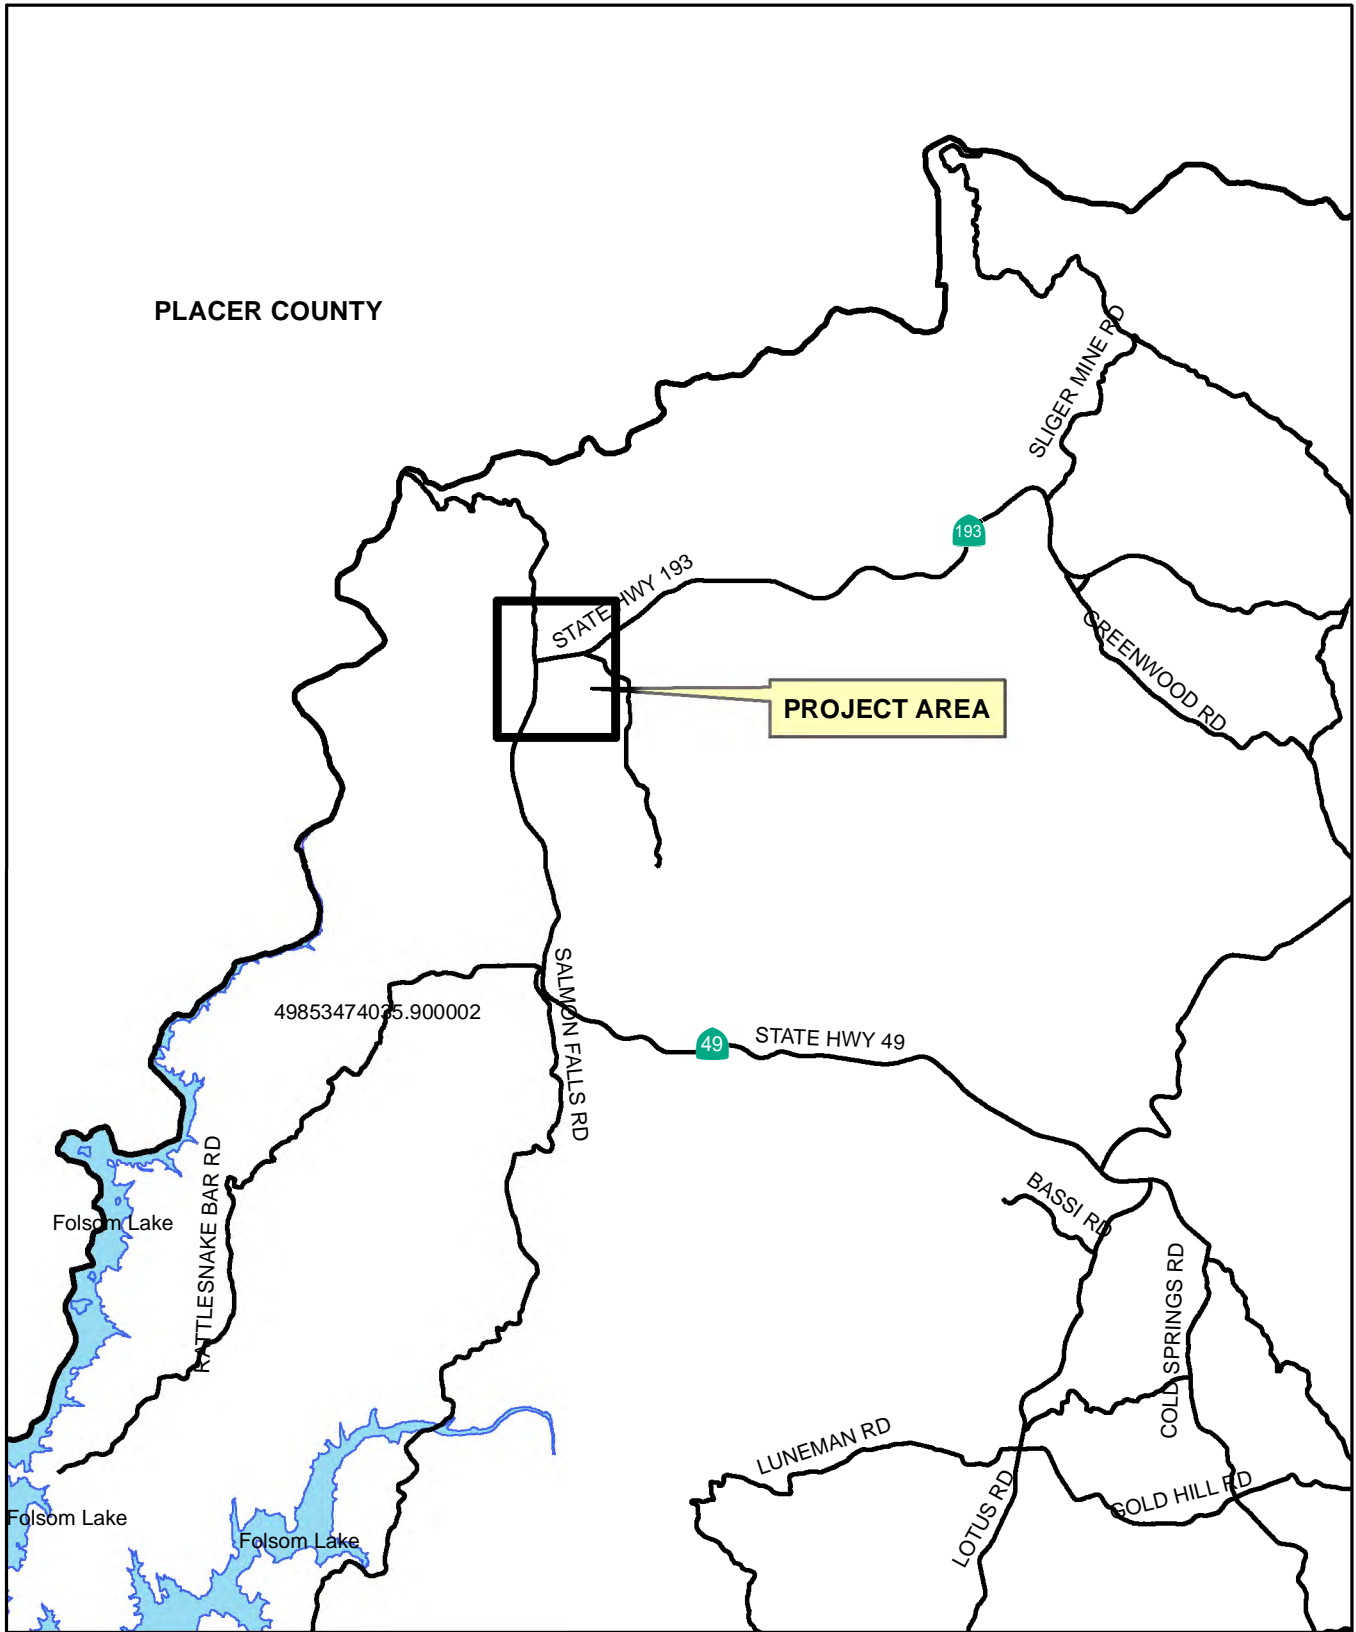 PLACER COUNTY
SLIGER MINE RD
193
STATE HWY 193
GREENWOOD RD
PROJECT AREA
SALMON FALLS RD
49853474035.900002
49
STATE HWY 49
RATTLESNAKE BAR RD
BASSI RD
Folsom Lake
COLD SPRINGS RD
LUNEMAN RD
LOTUS RD
GOLD HILL RD
Folsom Lake
Folsom Lake